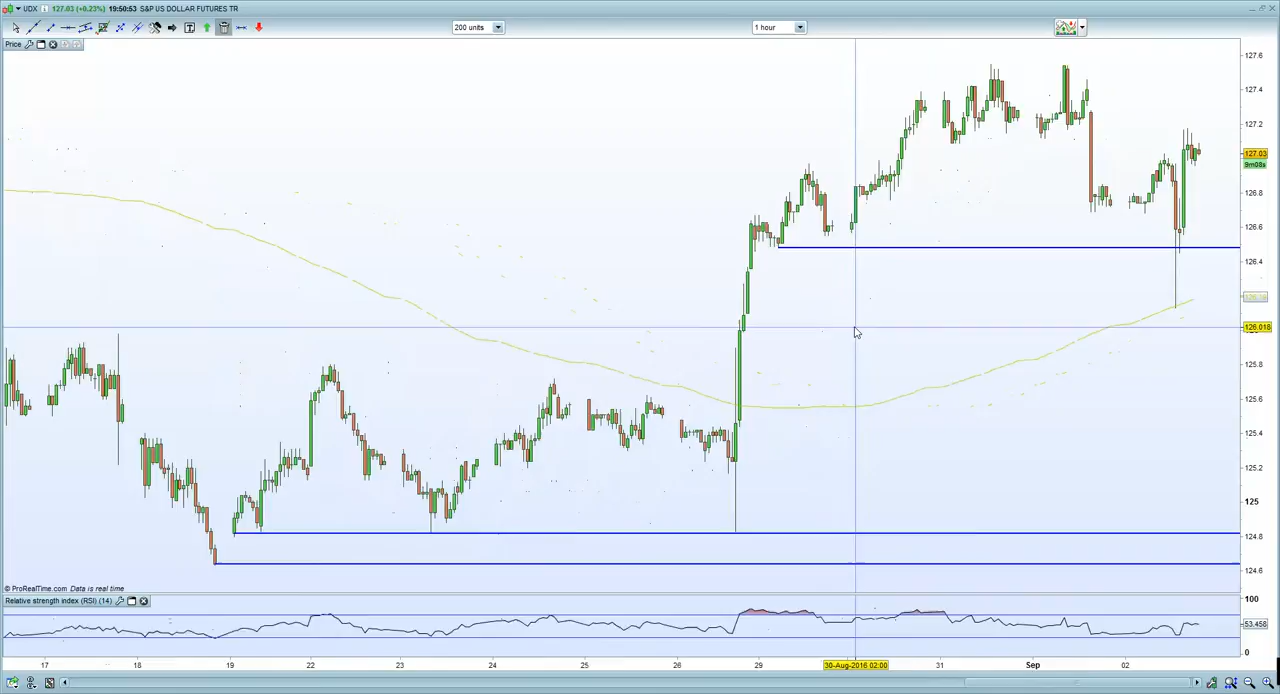 UDX 127.03 (+0.23%) 19:50:53 S&P US DOLLAR FUTURES TR
200 units
1 hour
Price
127.6
127.4
127.2
127.03
9m08s
126.8
126.6
126.4
126.018
125.8
125.6
125.4
125.2
125
124.8
124.6
© ProRealTime.com Data is real time
Relative strength index (RSI) (14)
100
53.458
0
17 18 19 22 23 24 25 26 29 30-Aug-2016 02:00 31 Sep 02